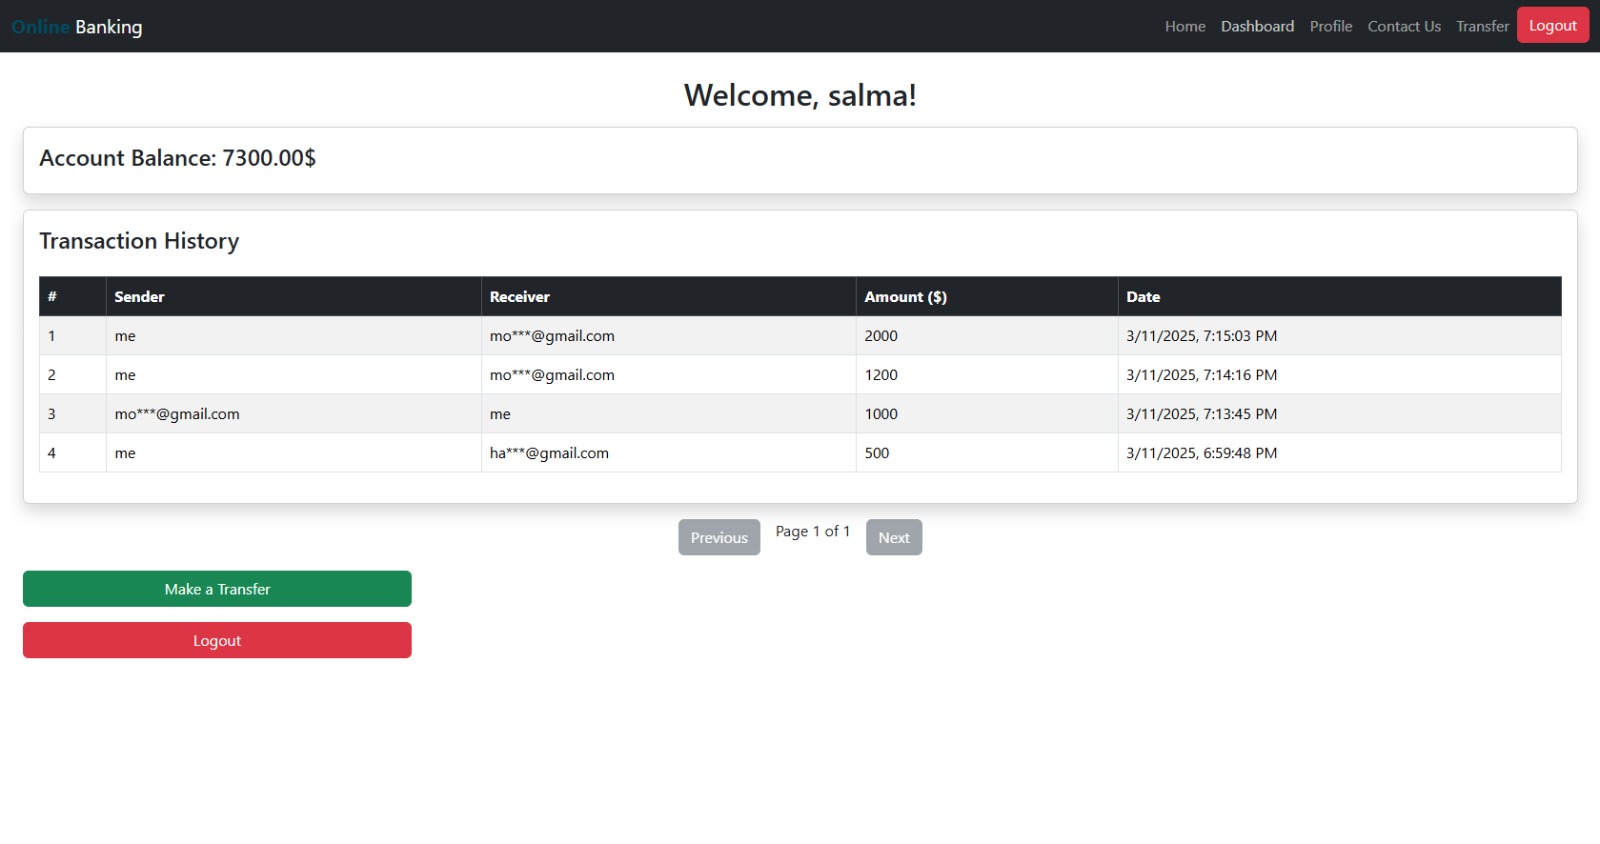 Online Banking Home Dashboard Profile Contact Us Transfer Logout
Welcome, salma!
Account Balance: 7300.00$
Transaction History
# Sender Receiver Amount ($) Date
1 me mo***@gmail.com 2000 3/11/2025, 7:15:03 PM
2 me mo***@gmail.com 1200 3/11/2025, 7:14:16 PM
3 mo***@gmail.com me 1000 3/11/2025, 7:13:45 PM
4 me ha***@gmail.com 500 3/11/2025, 6:59:48 PM
Previous Page 1 of 1 Next
Make a Transfer
Logout